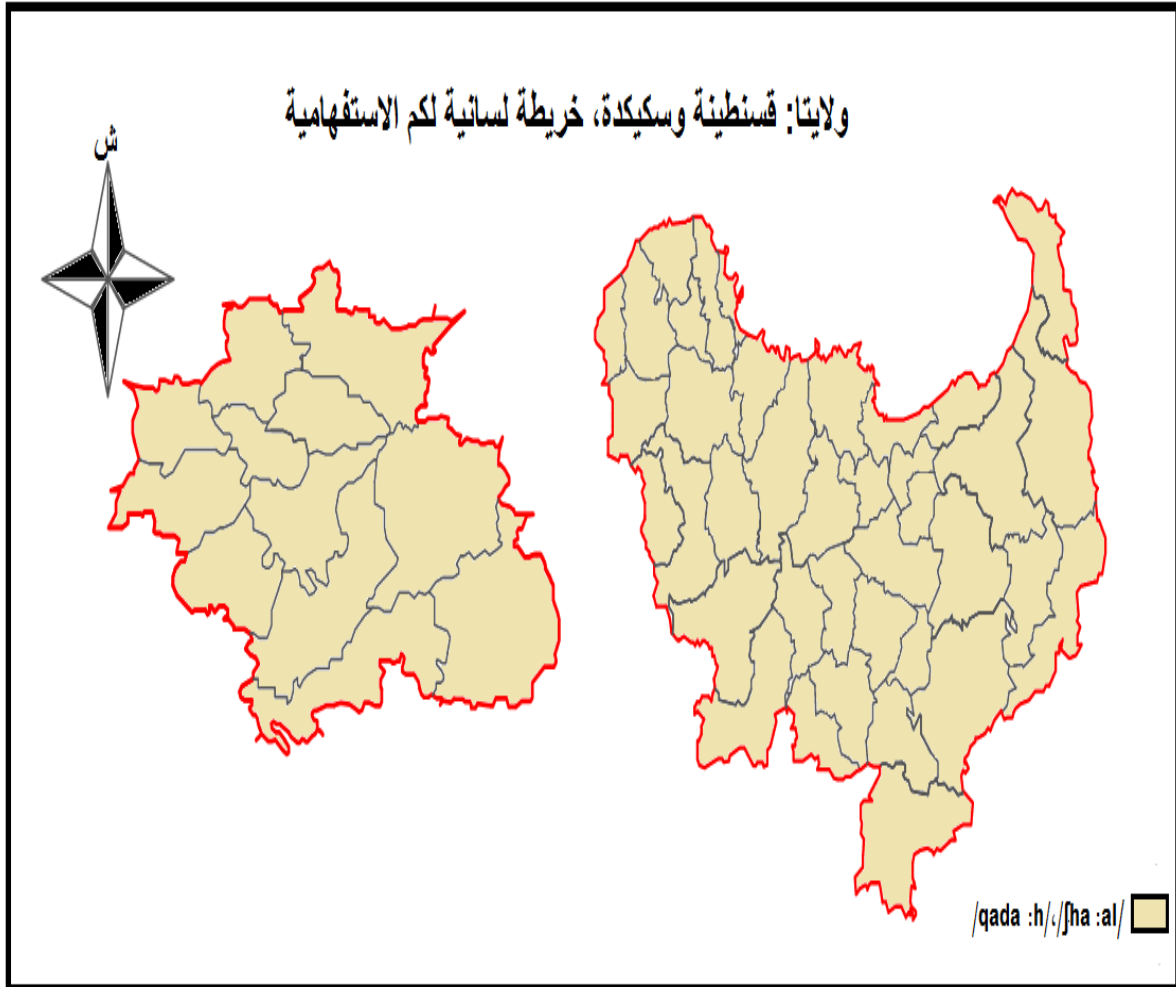 ولايتا: قسنطينة وسكيكدة، خريطة لسانية لكم الاستفهامية
ش
/qada :h/،/ʃha :al/